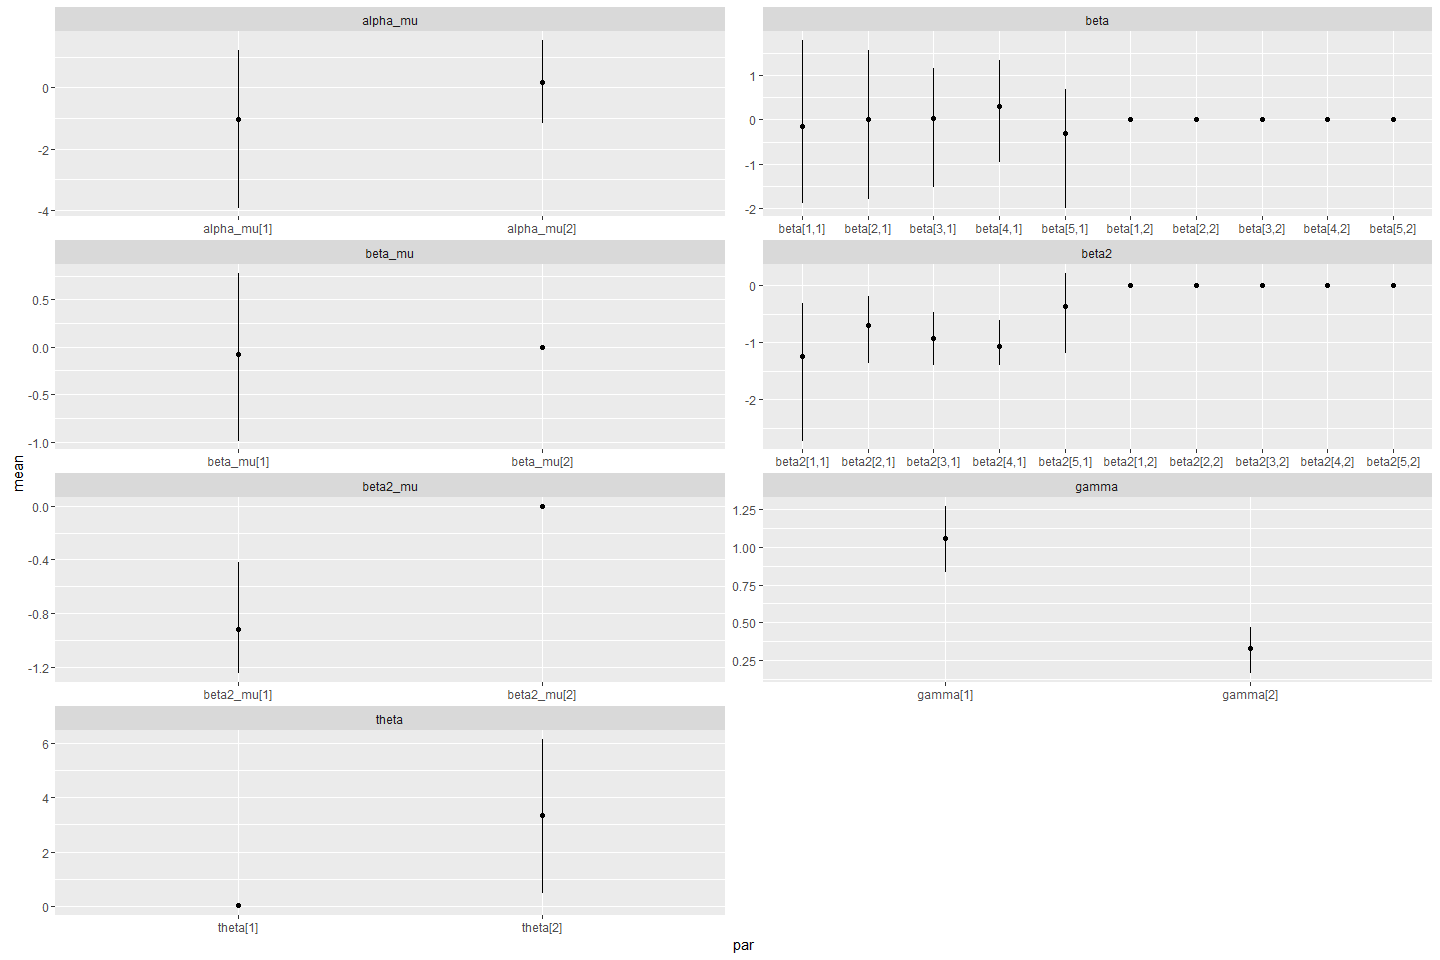 alpha_mu
0
-2
-4
alpha_mu[1] alpha_mu[2]
beta
1
0
-1
-2
beta[1,1] beta[2,1] beta[3,1] beta[4,1] beta[5,1] beta[1,2] beta[2,2] beta[3,2] beta[4,2] beta[5,2]
beta_mu
0.5
0.0
-0.5
-1.0
beta_mu[1] beta_mu[2]
beta2
0
-1
-2
beta2[1,1] beta2[2,1] beta2[3,1] beta2[4,1] beta2[5,1] beta2[1,2] beta2[2,2] beta2[3,2] beta2[4,2] beta2[5,2]
mean
beta2_mu
0.0
-0.4
-0.8
-1.2
beta2_mu[1] beta2_mu[2]
gamma
1.25
1.00
0.75
0.50
0.25
gamma[1] gamma[2]
theta
6
4
2
0
theta[1] theta[2]
par